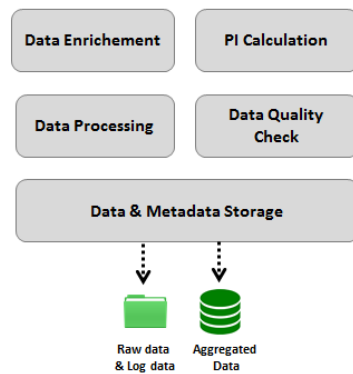 Data Enrichement
PI Calculation
Data Processing
Data Quality
Check
Data & Metadata Storage
Raw data
& Log data
Aggregated
Data